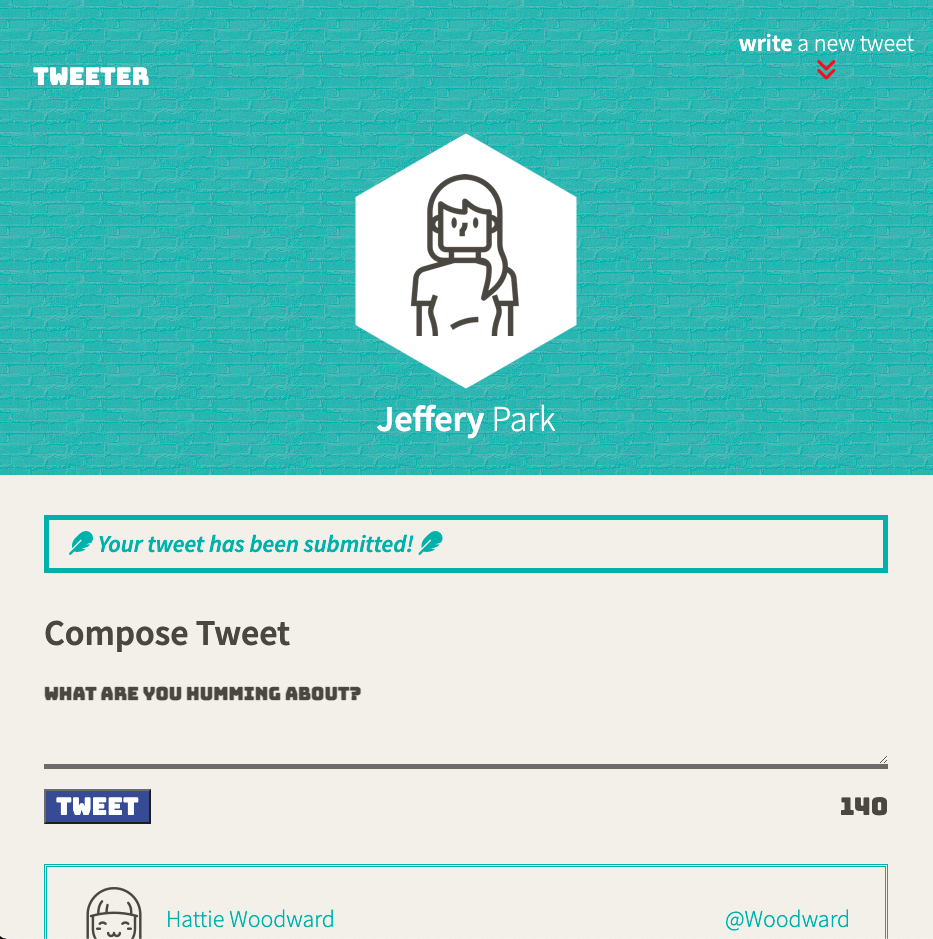 write a new tweet
TWEETER
Jeffery Park
Your tweet has been submitted!
Compose Tweet
WHAT ARE YOU HUMMING ABOUT?
TWEET 140
Hattie Woodward @Woodward